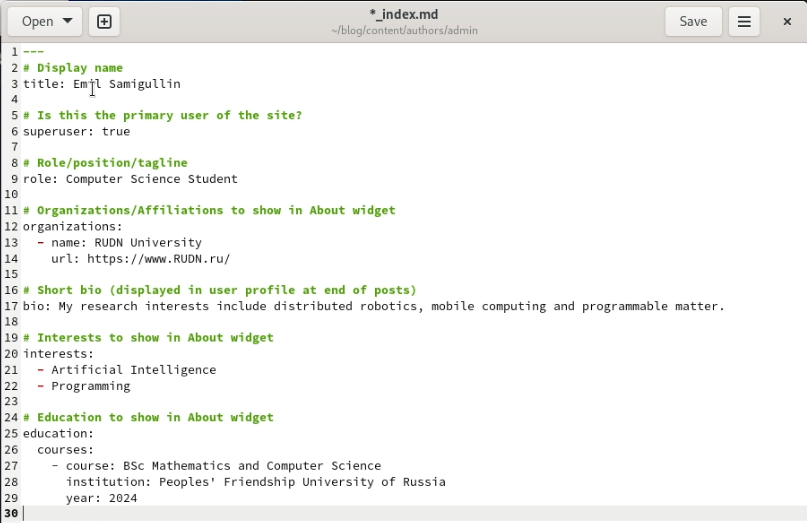 Open
*_index.md
~/blog/content/authors/admin
Save
1 ---
2 # Display name
3 title: Emil Samigullin
4
5 # Is this the primary user of the site?
6 superuser: true
7
8 # Role/position/tagline
9 role: Computer Science Student
10
11 # Organizations/Affiliations to show in About widget
12 organizations:
13   - name: RUDN University
14     url: https://www.RUDN.ru/
15
16 # Short bio (displayed in user profile at end of posts)
17 bio: My research interests include distributed robotics, mobile computing and programmable matter.
18
19 # Interests to show in About widget
20 interests:
21   - Artificial Intelligence
22   - Programming
23
24 # Education to show in About widget
25 education:
26   courses:
27     - course: BSc Mathematics and Computer Science
28       institution: Peoples' Friendship University of Russia
29       year: 2024
30